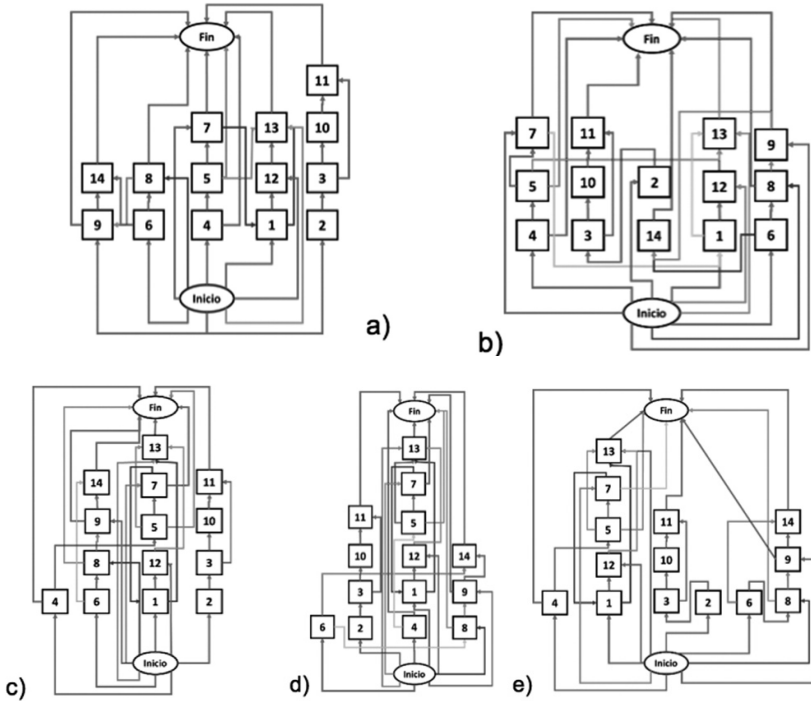 Fin
11
7 13 10
14 8 5 12 3
9 6 4 1 2
Inicio
a)
Fin
7 11 13 9
5 10 2 12 8
4 3 14 1 6
Inicio
b)
Fin
13
14 7 11
9 5 10
8 12 3
4 6 1 2
Inicio
c)
Fin
13
7
11 5
10 12 14
3 1 9
6 2 4 8
Inicio
d)
Fin
13
7
5 11 14
12 10 9
4 1 3 2 6 8
Inicio
e)